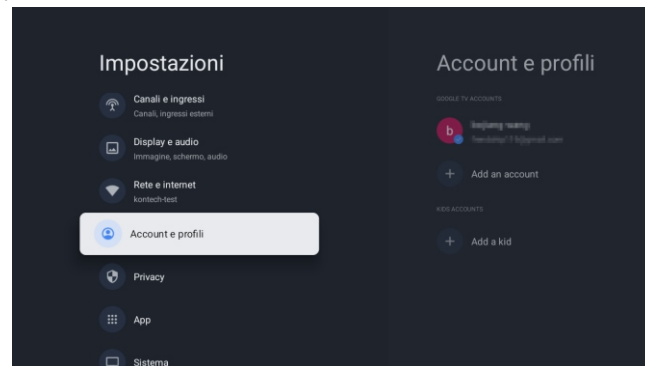 Impostazioni
Canali e ingressi
Canali, ingressi esterni
Display e audio
Immagine, schermo, audio
Rete e internet
kontech-test
Account e profili
Privacy
App
Sistema
Account e profili
GOOGLE TV ACCOUNTS
b
Add an account
KIDS ACCOUNTS
Add a kid